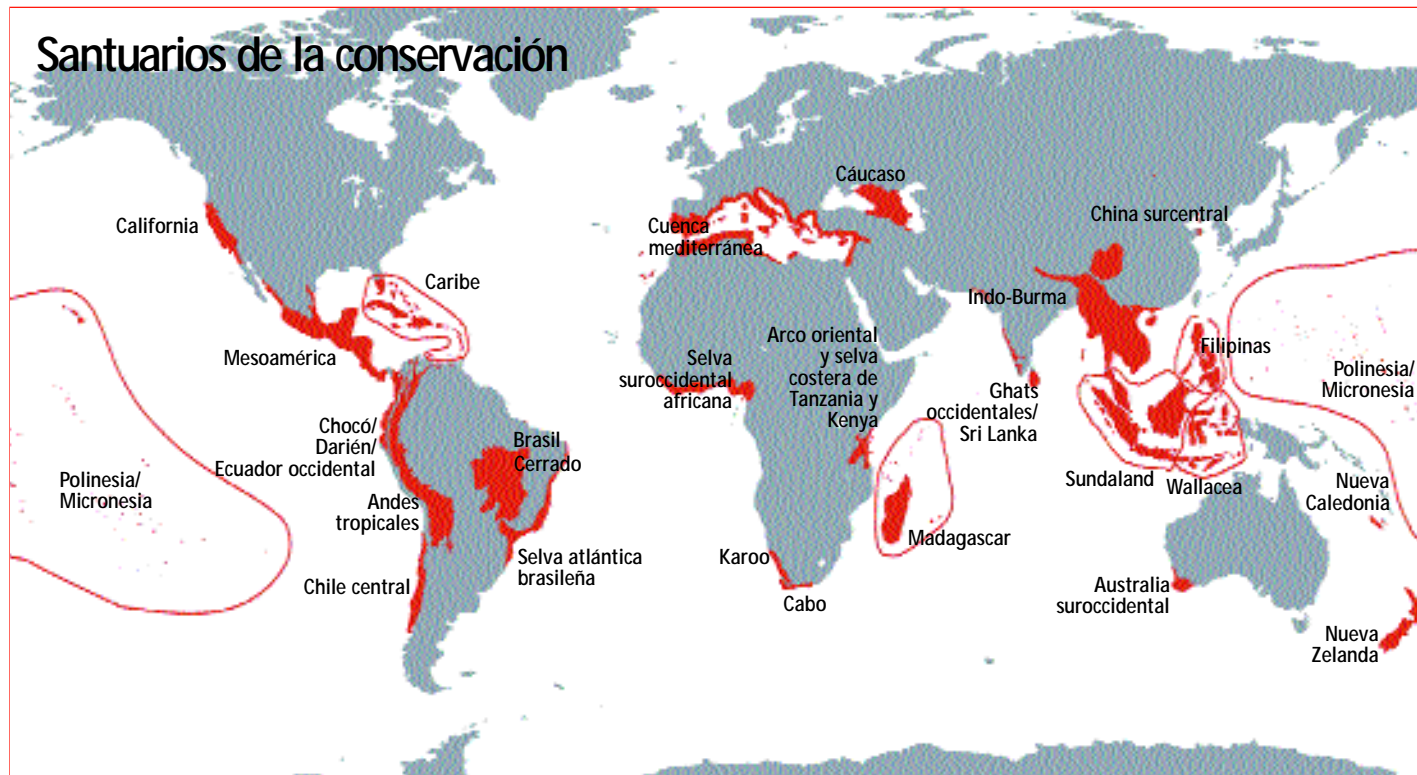 Santuarios de la conservación
California
Caribe
Mesoamérica
Chocó/
Darién/
Ecuador occidental
Polinesia/
Micronesia
Andes
tropicales
Brasil
Cerrado
Chile central
Selva atlántica
brasileña
Cáucaso
Cuenca
mediterránea
China surcentral
Indo-Burma
Selva
suroccidental
africana
Arco oriental
y selva
costera de
Tanzania y
Kenya
Ghats
occidentales/
Sri Lanka
Filipinas
Polinesia/
Micronesia
Sundaland
Wallacea
Nueva
Caledonia
Madagascar
Karoo
Cabo
Australia
suroccidental
Nueva
Zelanda